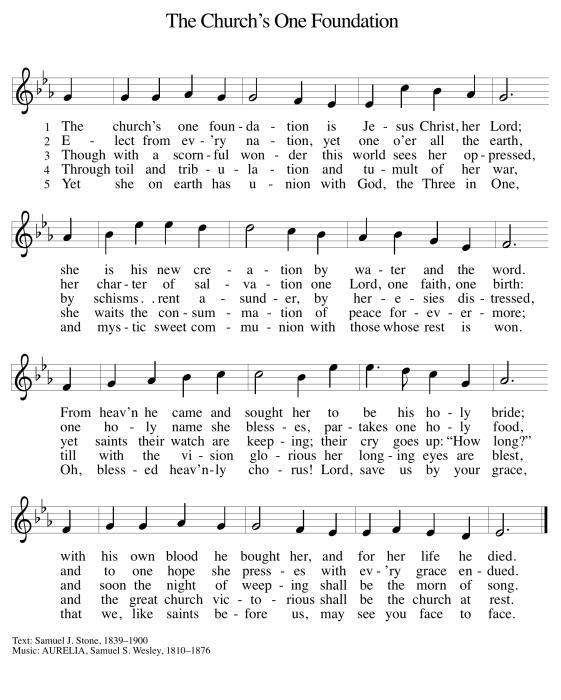 The Church's One Foundation
1 The church's one foun - da - tion is Je - sus Christ, her Lord;
2 E - lect from ev - 'ry na - tion, yet one o'er all the earth,
3 Though with a scorn - ful won - der this world sees her op - pressed,
4 Through toil and trib - u - la - tion and tu - mult of her war,
5 Yet she on earth has u - nion with God, the Three in One,
she is his new cre - a - tion by wa - ter and the word.
her char - ter of sal - va - tion one Lord, one faith, one birth:
by schisms . . rent a - sund - er, by her - e - sies dis - tressed,
she waits the con - sum - ma - tion of peace for - ev - er - more;
and mys - tic sweet com - mu - nion with those whose rest is won.
From heav'n he came and sought her to be his ho - ly bride;
one ho - ly name she bless - es, par - takes one ho - ly food,
yet saints their watch are keep - ing; their cry goes up: "How long?"
till with the vi - sion glo - rious her long - ing eyes are blest,
Oh, bless - ed heav'n - ly cho - rus! Lord, save us by your grace,
with his own blood he bought her, and for her life he died.
and to one hope she press - es with ev - 'ry grace en - dued.
and soon the night of weep - ing shall be the morn of song.
and the great church vic - to - rious shall be the church at rest.
that we, like saints be - fore us, may see you face to face.
Text: Samuel J. Stone, 1839–1900
Music: AURELIA, Samuel S. Wesley, 1810–1876